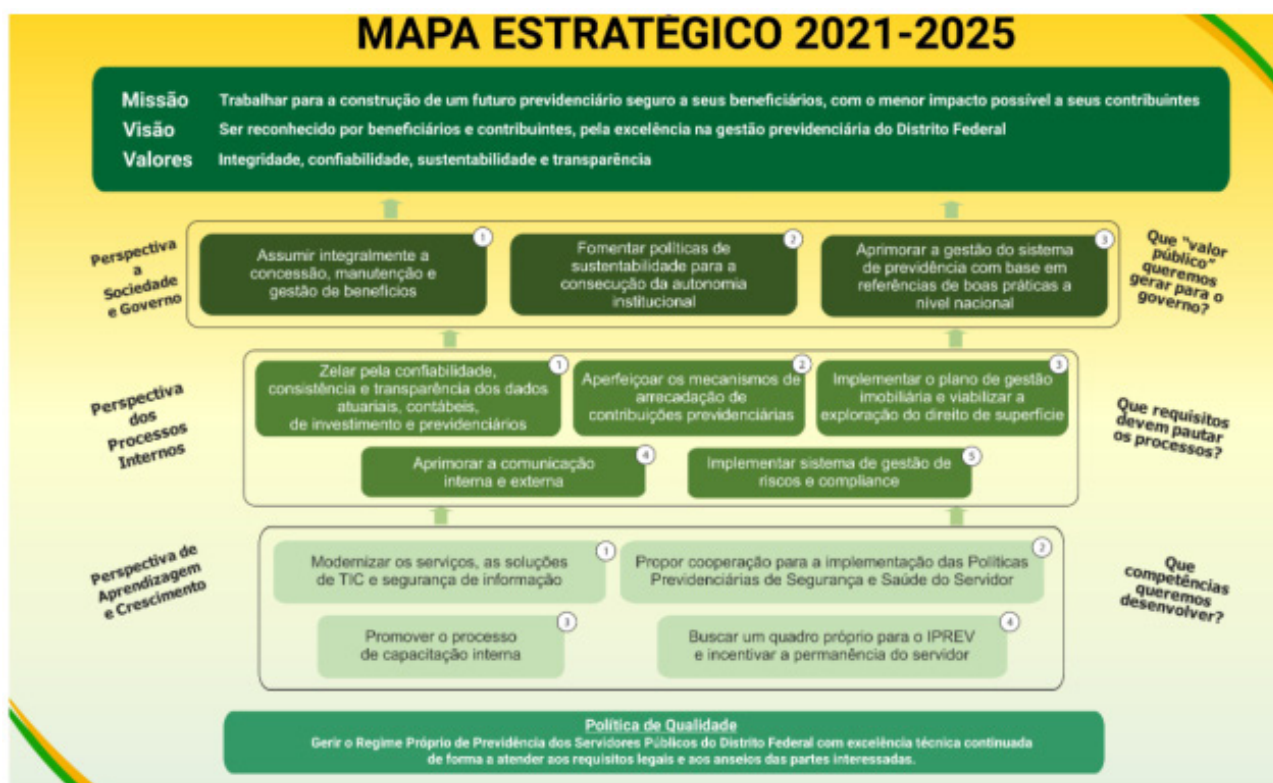 MAPA ESTRATÉGICO 2021-2025
Missão Trabalhar para a construção de um futuro previdenciário seguro a seus beneficiários, com o menor impacto possível a seus contribuintes
Visão Ser reconhecido por beneficiários e contribuintes, pela excelência na gestão previdenciária do Distrito Federal
Valores Integridade, confiabilidade, sustentabilidade e transparência
Perspectiva
a
Sociedade
e Governo
1
Assumir integralmente a
concessão, manutenção e
gestão de benefícios
2
Fomentar políticas de
sustentabilidade para a
consecução da autonomia
institucional
3
Aprimorar a gestão do sistema
de previdência com base em
referências de boas práticas a
nível nacional
Que "valor
público"
queremos
gerar para o
governo?
Perspectiva
dos
Processos
Internos
1
Zelar pela confiabilidade,
consistência e transparência dos dados
atuariais, contábeis,
de investimento e previdenciários
2
Aperfeiçoar os mecanismos de
arrecadação de
contribuições previdenciárias
3
Implementar o plano de gestão
imobiliária e viabilizar a
exploração do direito de superfície
4
Aprimorar a comunicação
interna e externa
5
Implementar sistema de gestão de
riscos e compliance
Que requisitos
devem pautar
os processos?
Perspectiva de
Aprendizagem
e Crescimento
1
Modernizar os serviços, as soluções
de TIC e segurança de informação
2
Propor cooperação para a implementação das Políticas
Previdenciárias de Segurança e Saúde do Servidor
3
Promover o processo
de capacitação interna
4
Buscar um quadro próprio para o IPREV
e incentivar a permanência do servidor
Que
competências
queremos
desenvolver?
Política de Qualidade
Gerir o Regime Próprio de Previdência dos Servidores Públicos do Distrito Federal com excelência técnica continuada
de forma a atender aos requisitos legais e aos anseios das partes interessadas.